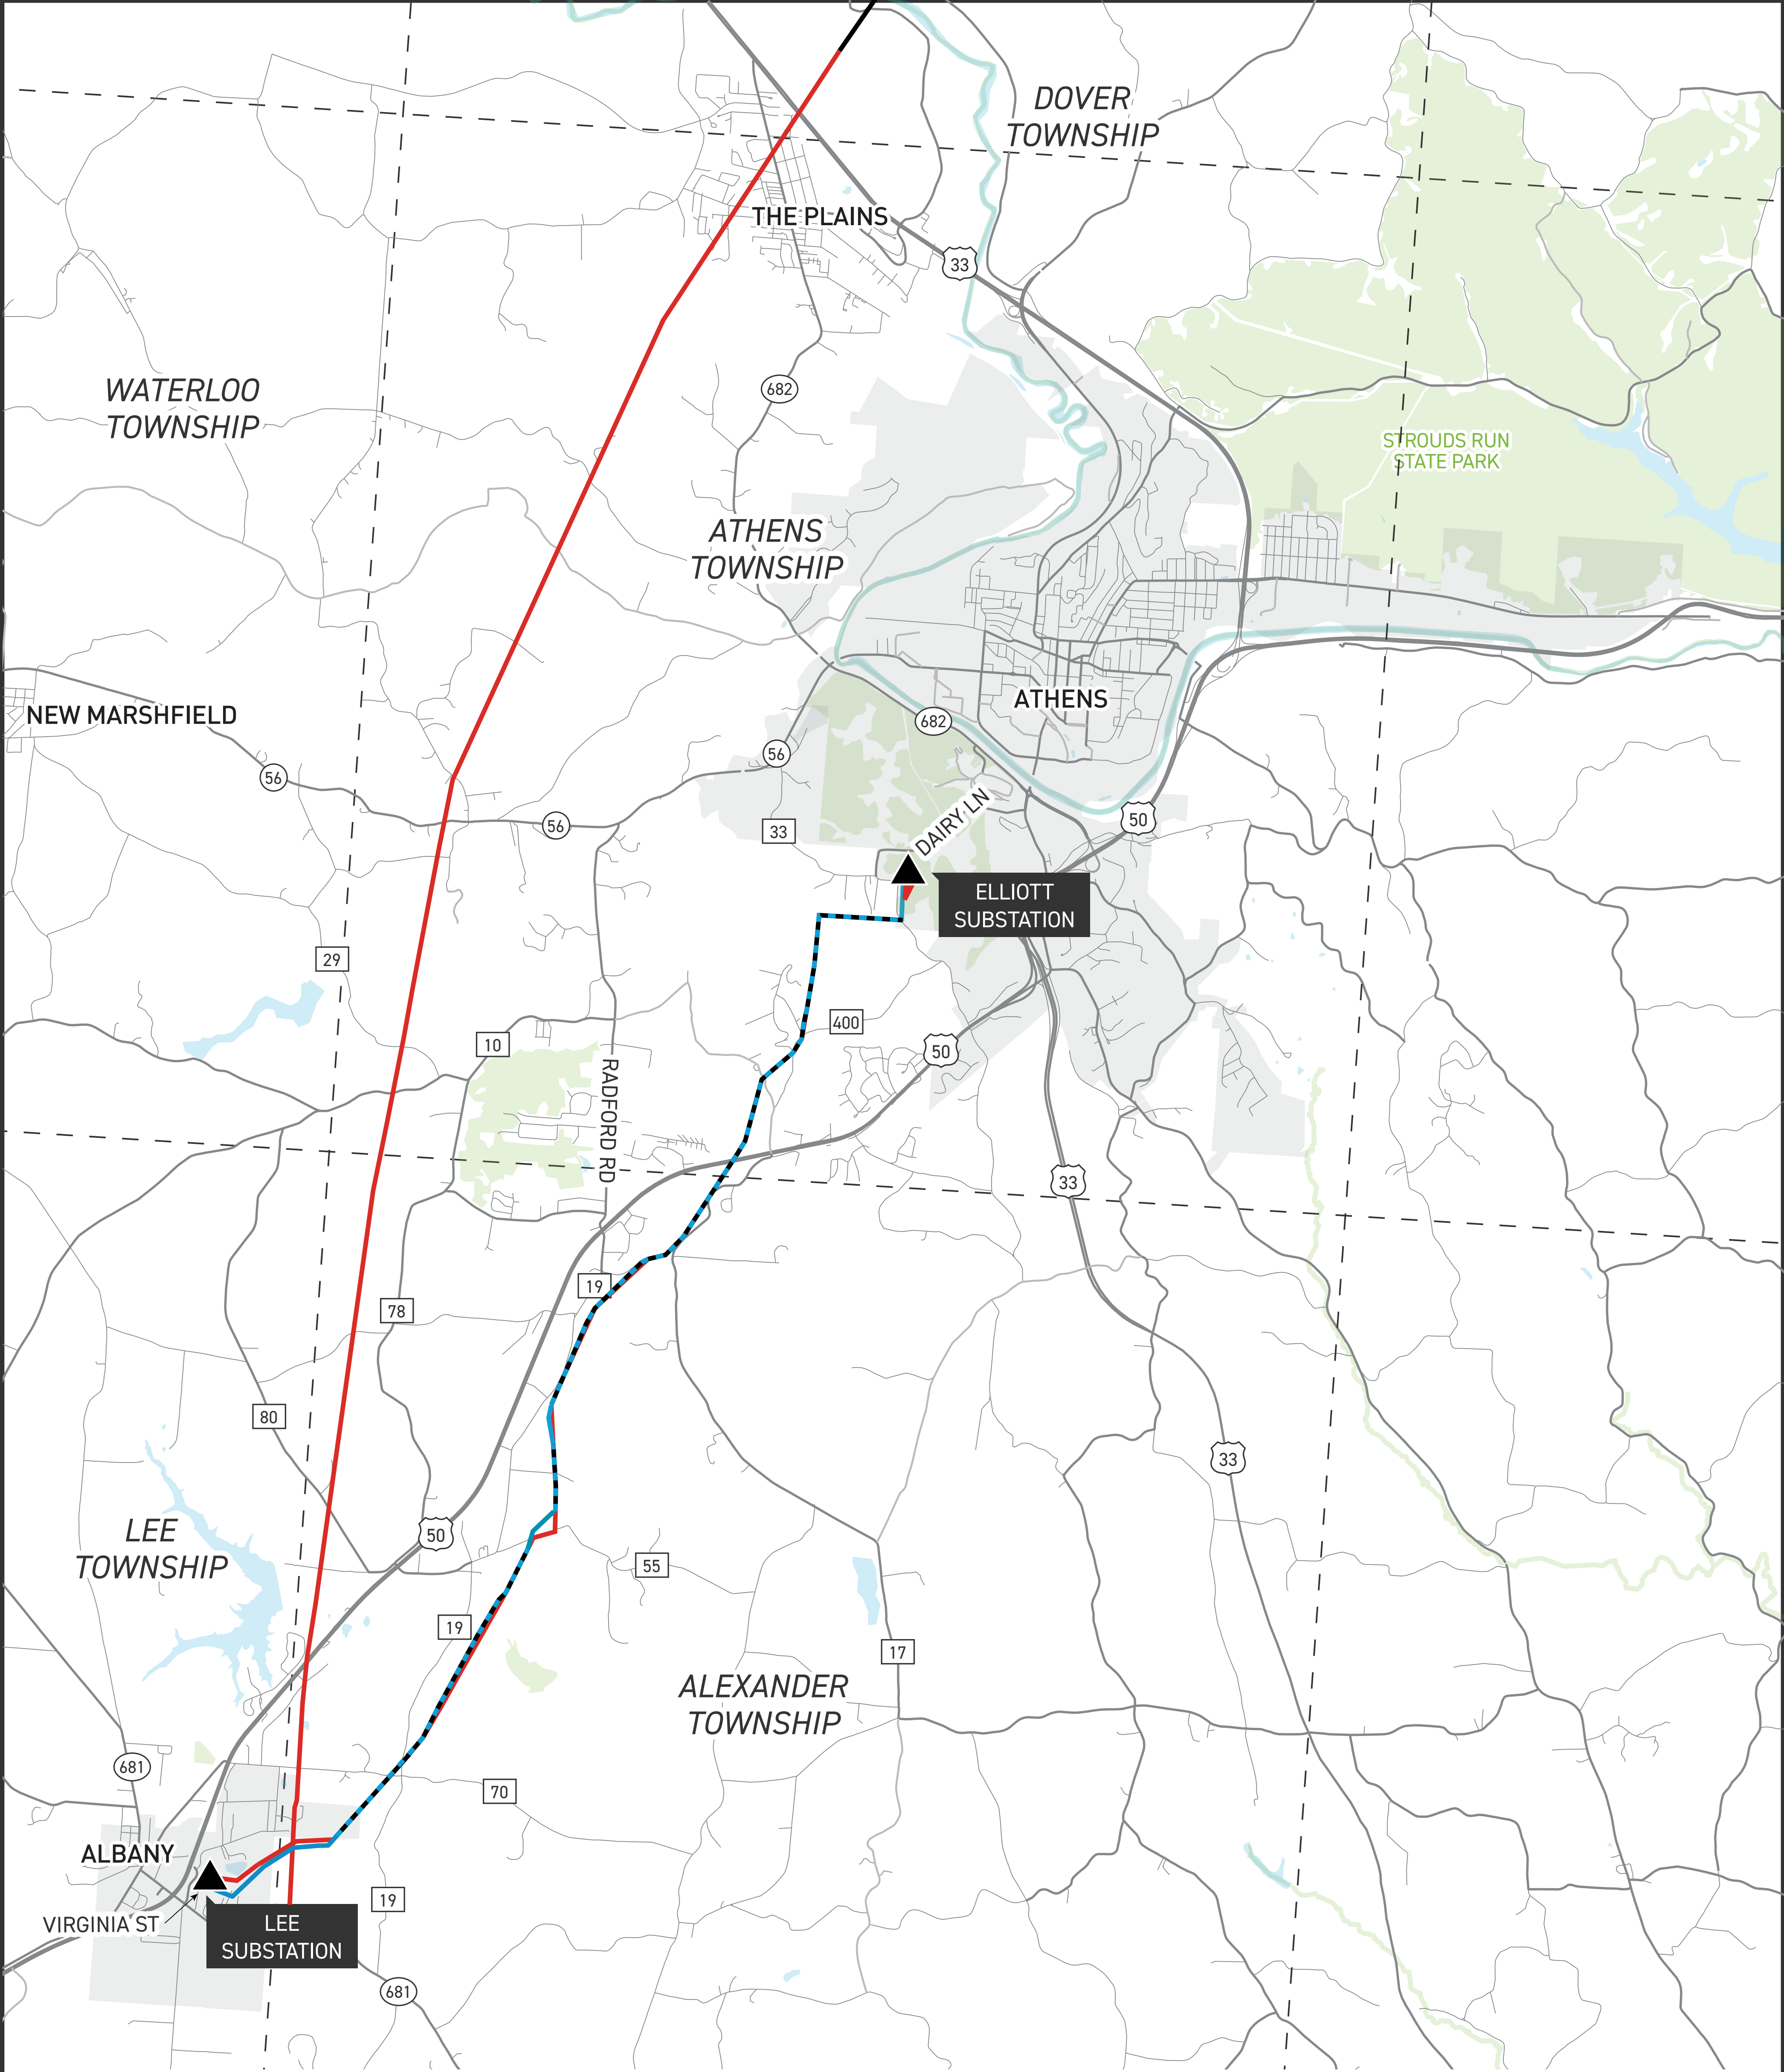 DOVER
TOWNSHIP
THE PLAINS
33
WATERLOO
TOWNSHIP
682
STROUDS RUN
STATE PARK
ATHENS
TOWNSHIP
ATHENS
NEW MARSHFIELD
682
56
56
56
33
DAIRY LN
50
ELLIOTT
SUBSTATION
29
400
10
50
RADFORD RD
33
19
78
80
33
50
LEE
TOWNSHIP
55
19
17
ALEXANDER
TOWNSHIP
681
70
ALBANY
19
VIRGINIA ST
LEE
SUBSTATION
681